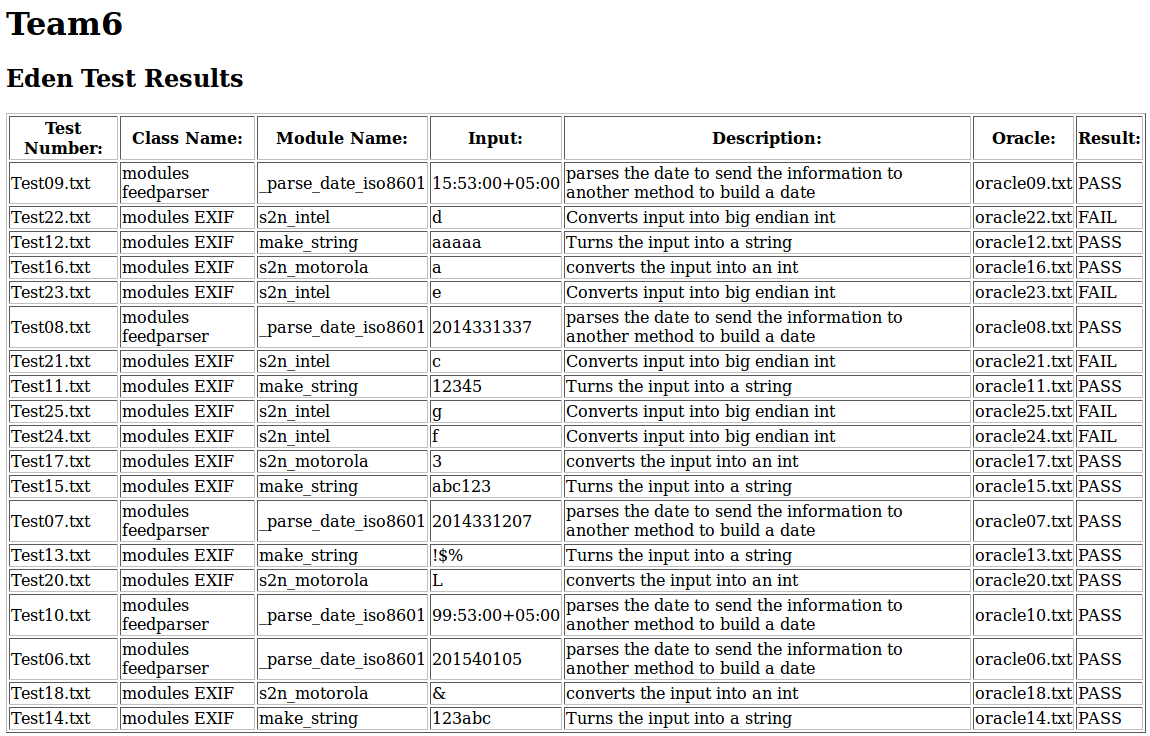 Team6
Eden Test Results
Test Number: Class Name: Module Name: Input: Description: Oracle: Result:
Test09.txt modules feedparser _parse_date_iso8601 15:53:00+05:00 parses the date to send the information to another method to build a date oracle09.txt PASS
Test22.txt modules EXIF s2n_intel d Converts input into big endian int oracle22.txt FAIL
Test12.txt modules EXIF make_string aaaaa Turns the input into a string oracle12.txt PASS
Test16.txt modules EXIF s2n_motorola a converts the input into an int oracle16.txt PASS
Test23.txt modules EXIF s2n_intel e Converts input into big endian int oracle23.txt FAIL
Test08.txt modules feedparser _parse_date_iso8601 2014331337 parses the date to send the information to another method to build a date oracle08.txt PASS
Test21.txt modules EXIF s2n_intel c Converts input into big endian int oracle21.txt FAIL
Test11.txt modules EXIF make_string 12345 Turns the input into a string oracle11.txt PASS
Test25.txt modules EXIF s2n_intel g Converts input into big endian int oracle25.txt FAIL
Test24.txt modules EXIF s2n_intel f Converts input into big endian int oracle24.txt FAIL
Test17.txt modules EXIF s2n_motorola 3 converts the input into an int oracle17.txt PASS
Test15.txt modules EXIF make_string abc123 Turns the input into a string oracle15.txt PASS
Test07.txt modules feedparser _parse_date_iso8601 2014331207 parses the date to send the information to another method to build a date oracle07.txt PASS
Test13.txt modules EXIF make_string !$% Turns the input into a string oracle13.txt PASS
Test20.txt modules EXIF s2n_motorola L converts the input into an int oracle20.txt PASS
Test10.txt modules feedparser _parse_date_iso8601 99:53:00+05:00 parses the date to send the information to another method to build a date oracle10.txt PASS
Test06.txt modules feedparser _parse_date_iso8601 201540105 parses the date to send the information to another method to build a date oracle06.txt PASS
Test18.txt modules EXIF s2n_motorola & converts the input into an int oracle18.txt PASS
Test14.txt modules EXIF make_string 123abc Turns the input into a string oracle14.txt PASS